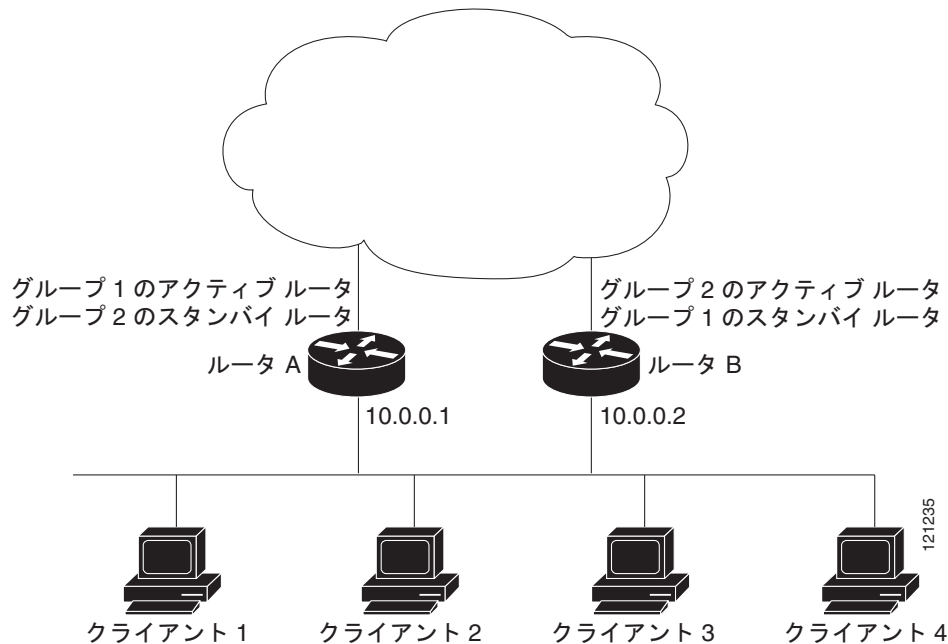 グループ 1 のアクティブ ルータ
グループ 2 のスタンバイ ルータ
グループ 2 のアクティブ ルータ
グループ 1 のスタンバイ ルータ
ルータ A
ルータ B
10.0.0.1
10.0.0.2
121235
クライアント 1
クライアント 2
クライアント 3
クライアント 4